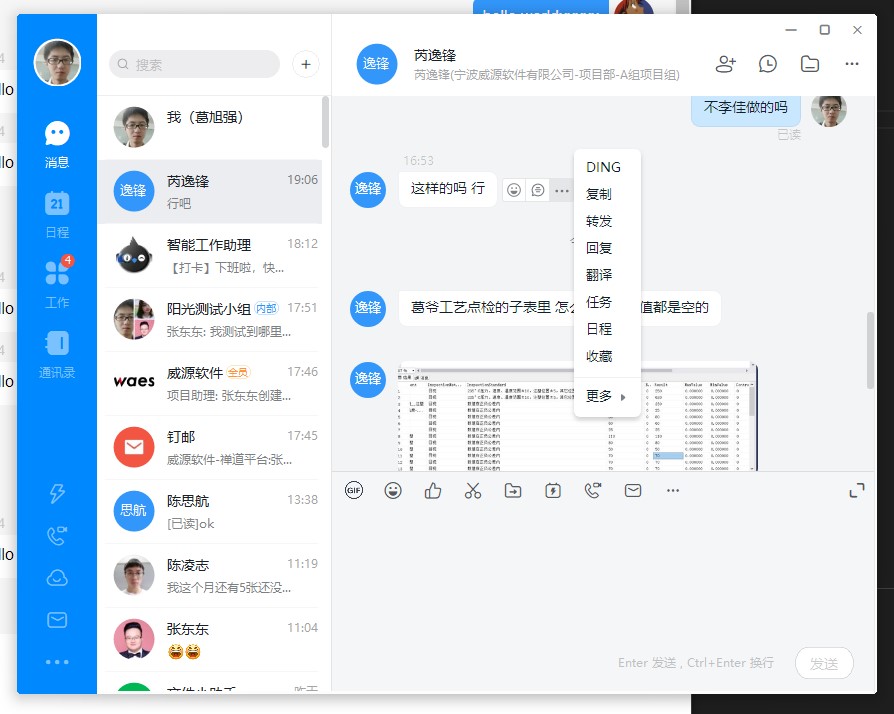 搜索
+
逸锋
芮逸锋
芮逸锋(宁波威源软件有限公司-项目部-A组项目组)
消息
21
日程
4
工作
通讯录
我（葛旭强）
逸锋
芮逸锋
19:06
行吧
智能工作助理
18:12
【打卡】下班啦，快...
阳光测试小组
内部
17:51
张东东: 我测试到哪里...
waes
威源软件
全员
17:46
项目助理: 张东东创建...
钉邮
17:45
威源软件-禅道平台:张...
思航
陈思航
13:38
[已读]ok
陈凌志
11:19
我这个月还有5张还没...
张东东
11:04
不李佳做的吗
已读
16:53
逸锋
这样的吗 行
DING
复制
转发
回复
翻译
任务
日程
收藏
更多
逸锋
葛爷工艺点检的子表里 怎么
值都是空的
逸锋
GIF
Enter 发送 , Ctrl+Enter 换行
发送